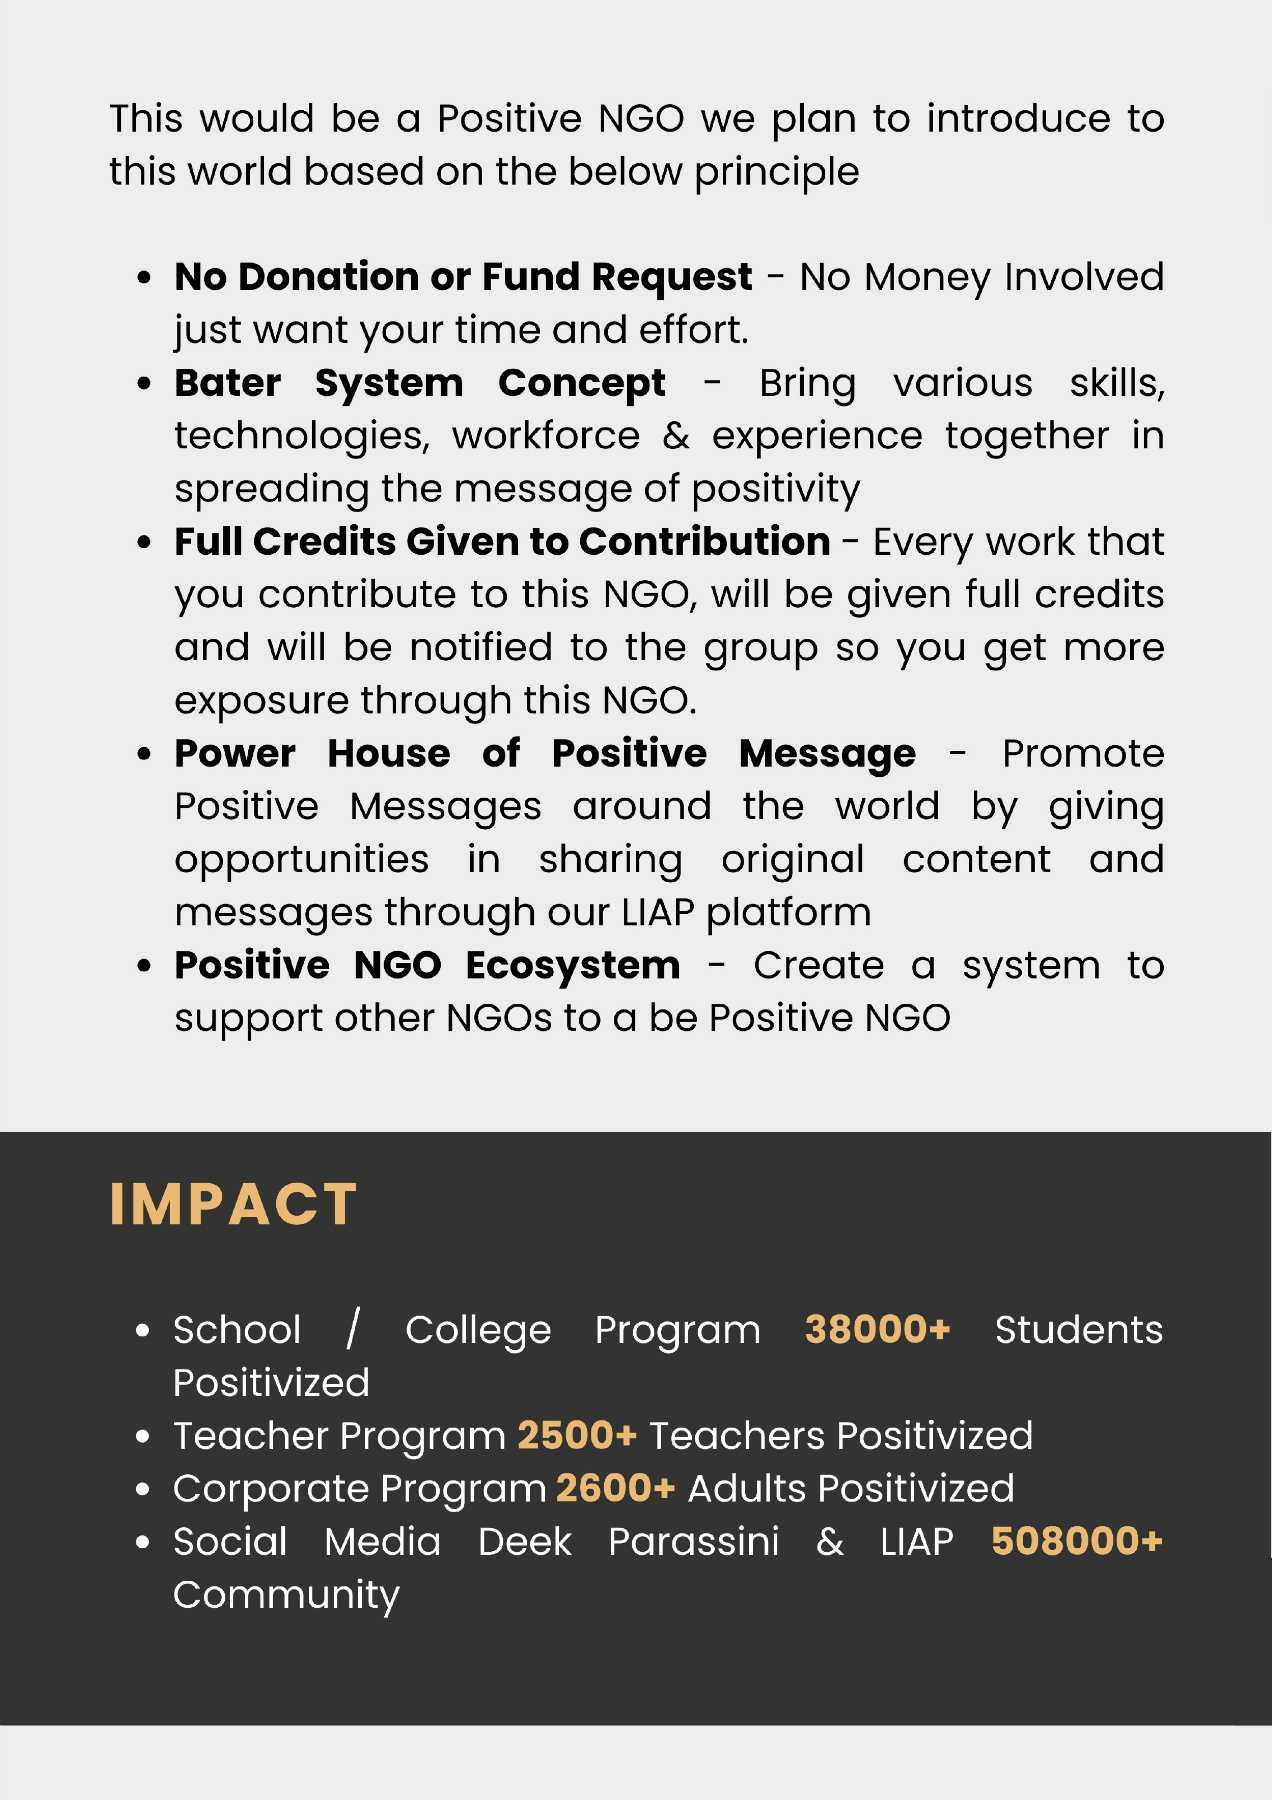 This would be a Positive NGO we plan to introduce to
this world based on the below principle
• No Donation or Fund Request - No Money Involved
just want your time and effort.
• Bater System Concept - Bring various skills,
technologies, workforce & experience together in
spreading the message of positivity
• Full Credits Given to Contribution - Every work that
you contribute to this NGO, will be given full credits
and will be notified to the group so you get more
exposure through this NGO.
• Power House of Positive Message - Promote
Positive Messages around the world by giving
opportunities in sharing original content and
messages through our LIAP platform
• Positive NGO Ecosystem - Create a system to
support other NGOs to a be Positive NGO
IMPACT
• School / College Program 38000+ Students
Positivized
• Teacher Program 2500+ Teachers Positivized
• Corporate Program 2600+ Adults Positivized
• Social Media Deek Parassini & LIAP 508000+
Community